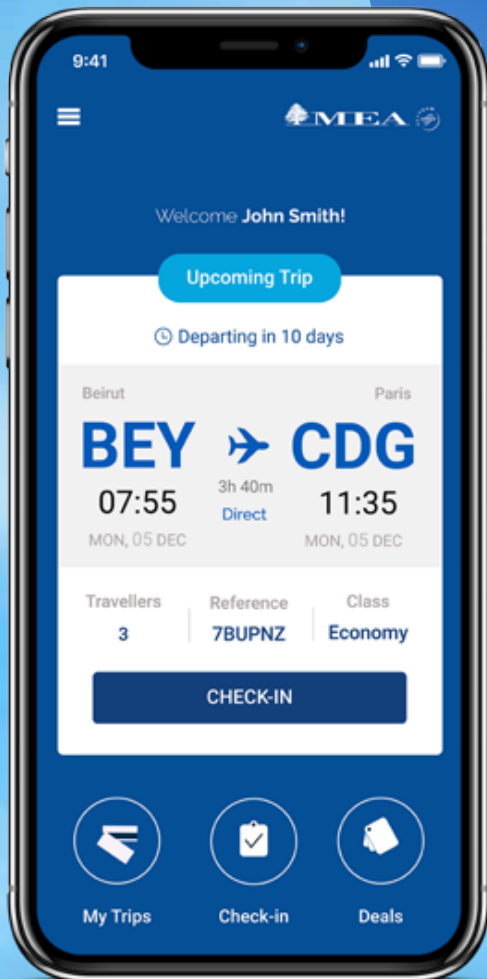 9:41
MEA
Welcome John Smith!
Upcoming Trip
Departing in 10 days
Beirut Paris
BEY CDG
07:55 3h 40m 11:35
Direct
MON, 05 DEC MON, 05 DEC
Travellers Reference Class
3 7BUPNZ Economy
CHECK-IN
My Trips Check-in Deals